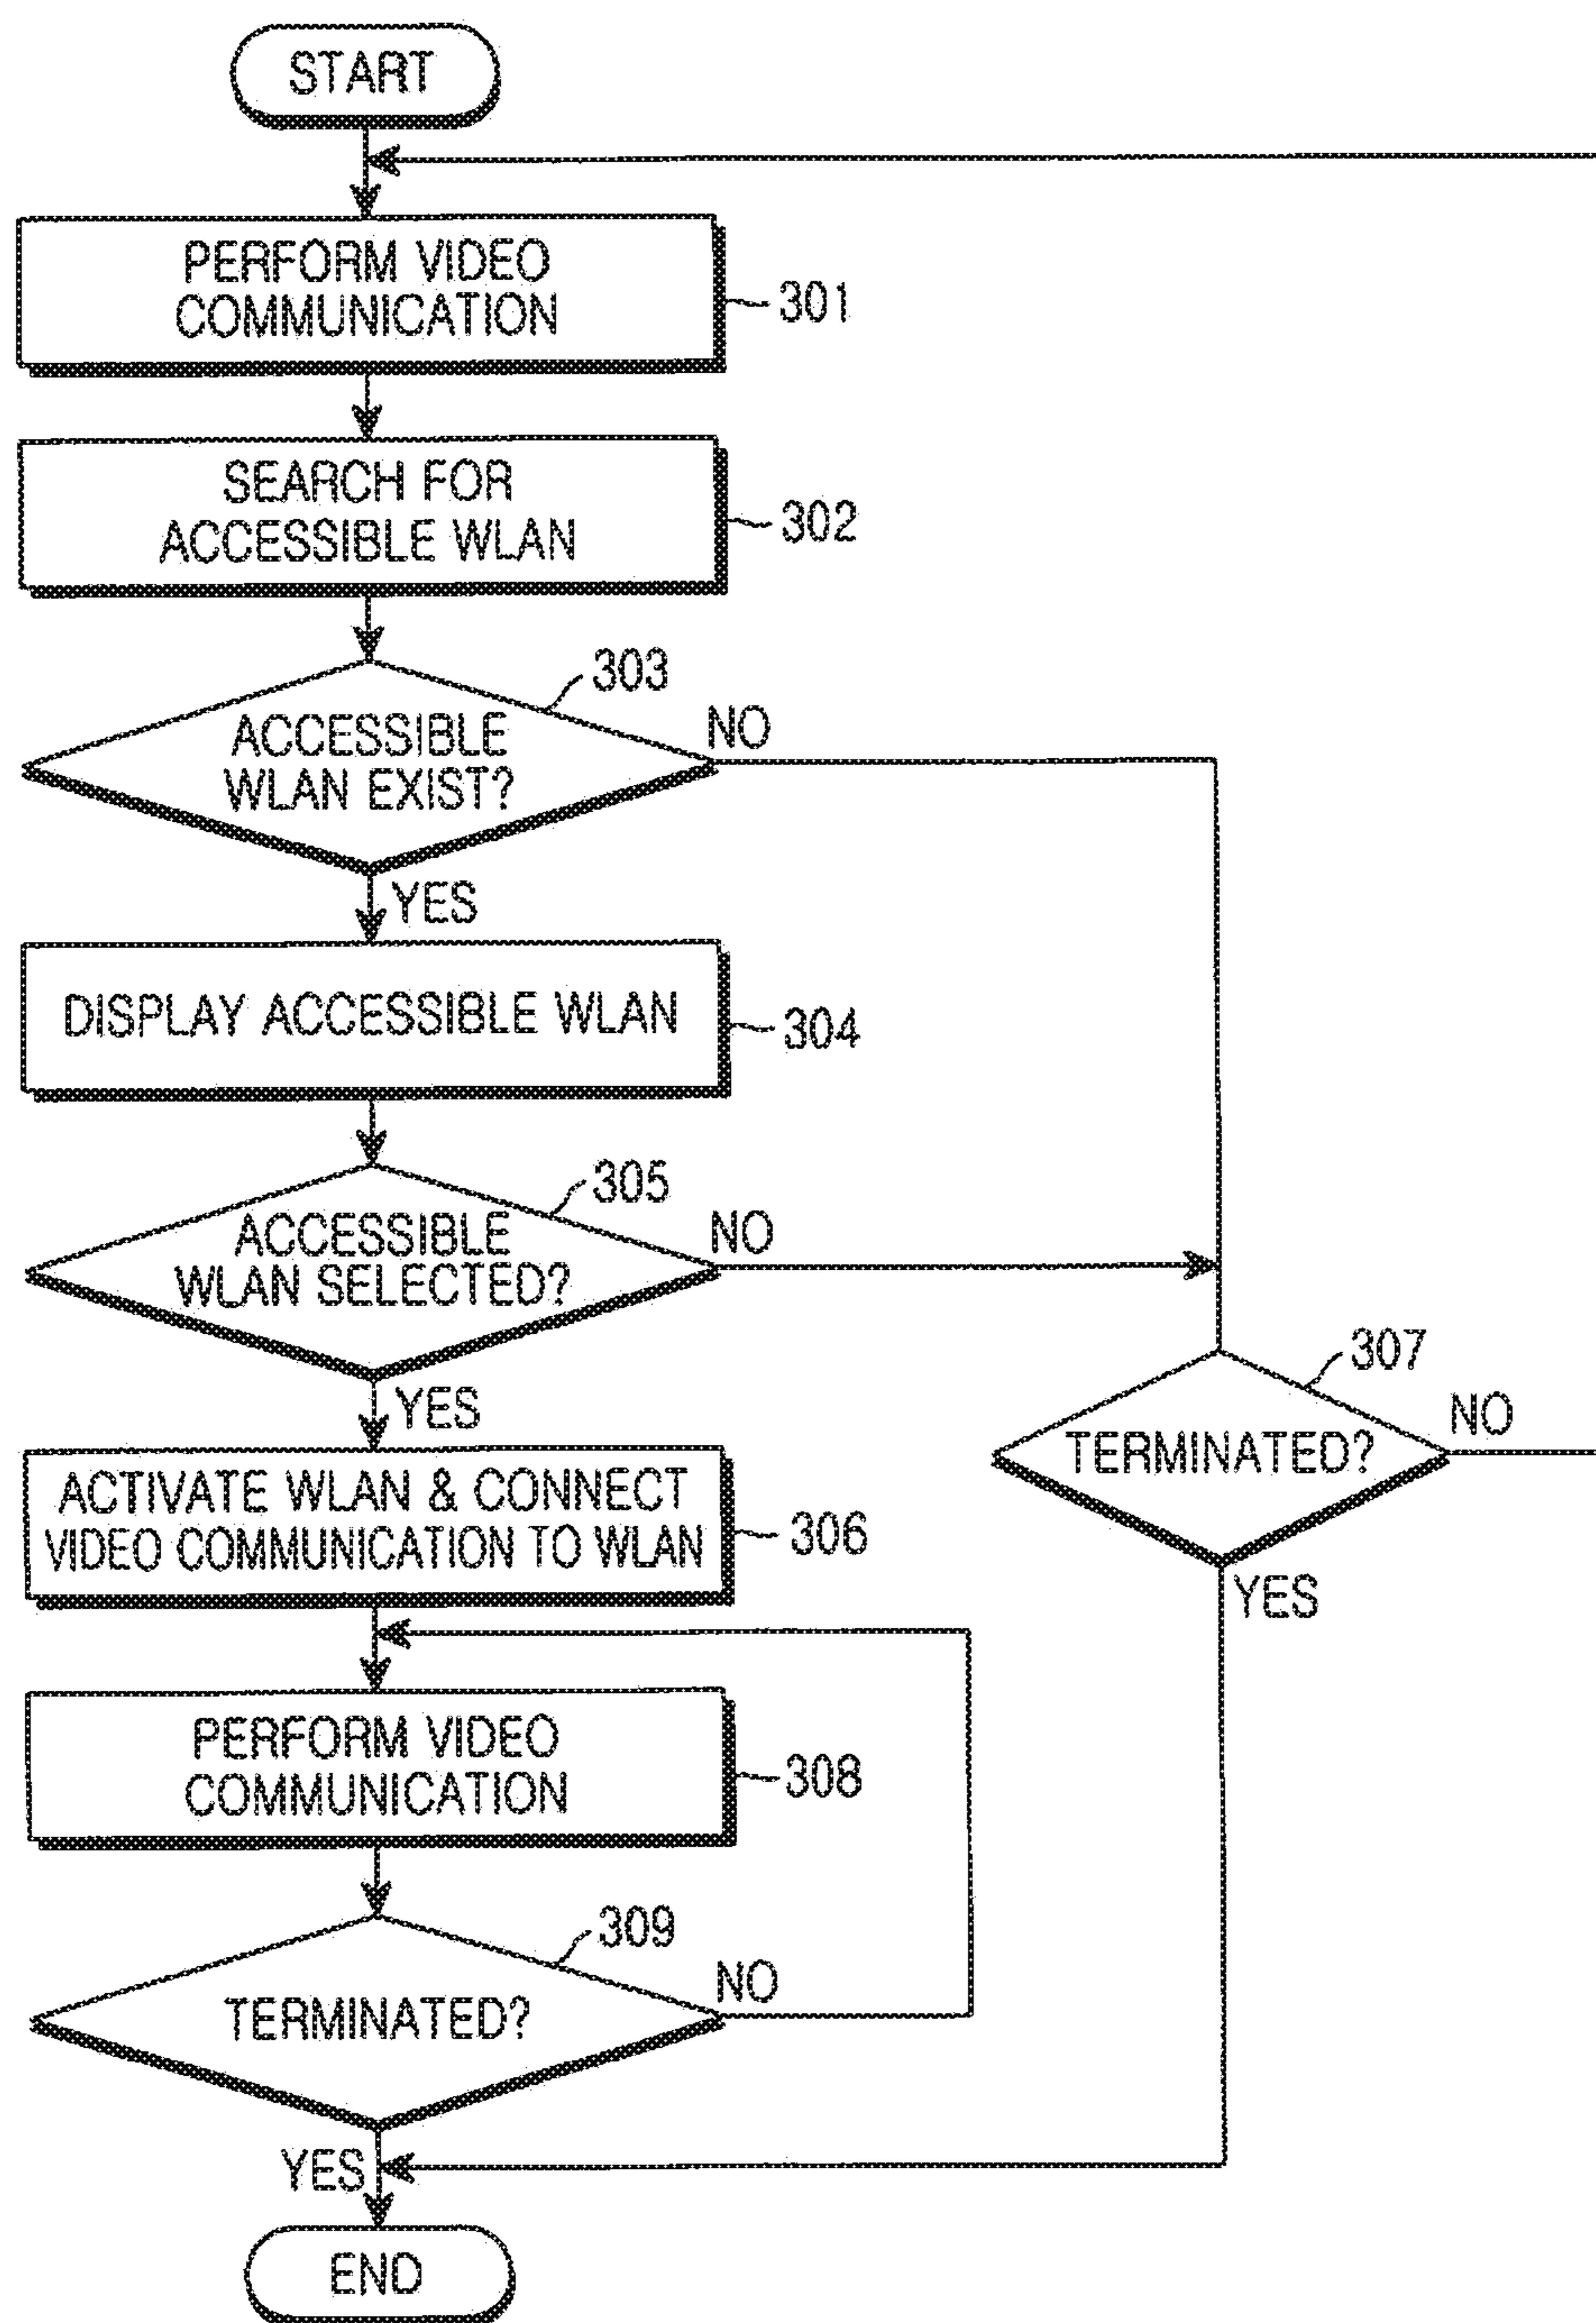 START
PERFORM VIDEO
COMMUNICATION
301
SEARCH FOR
ACCESSIBLE WLAN
302
303
ACCESSIBLE
WLAN EXIST?
NO
YES
DISPLAY ACCESSIBLE WLAN
304
305
ACCESSIBLE
WLAN SELECTED?
NO
YES
307
TERMINATED?
NO
YES
ACTIVATE WLAN & CONNECT
VIDEO COMMUNICATION TO WLAN
306
PERFORM VIDEO
COMMUNICATION
308
309
TERMINATED?
NO
YES
END